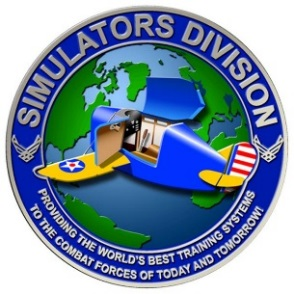 SIMULATORS DIVISION
PROVIDING THE WORLD'S BEST TRAINING SYSTEMS
TO THE COMBAT FORCES OF TODAY AND TOMORROW!